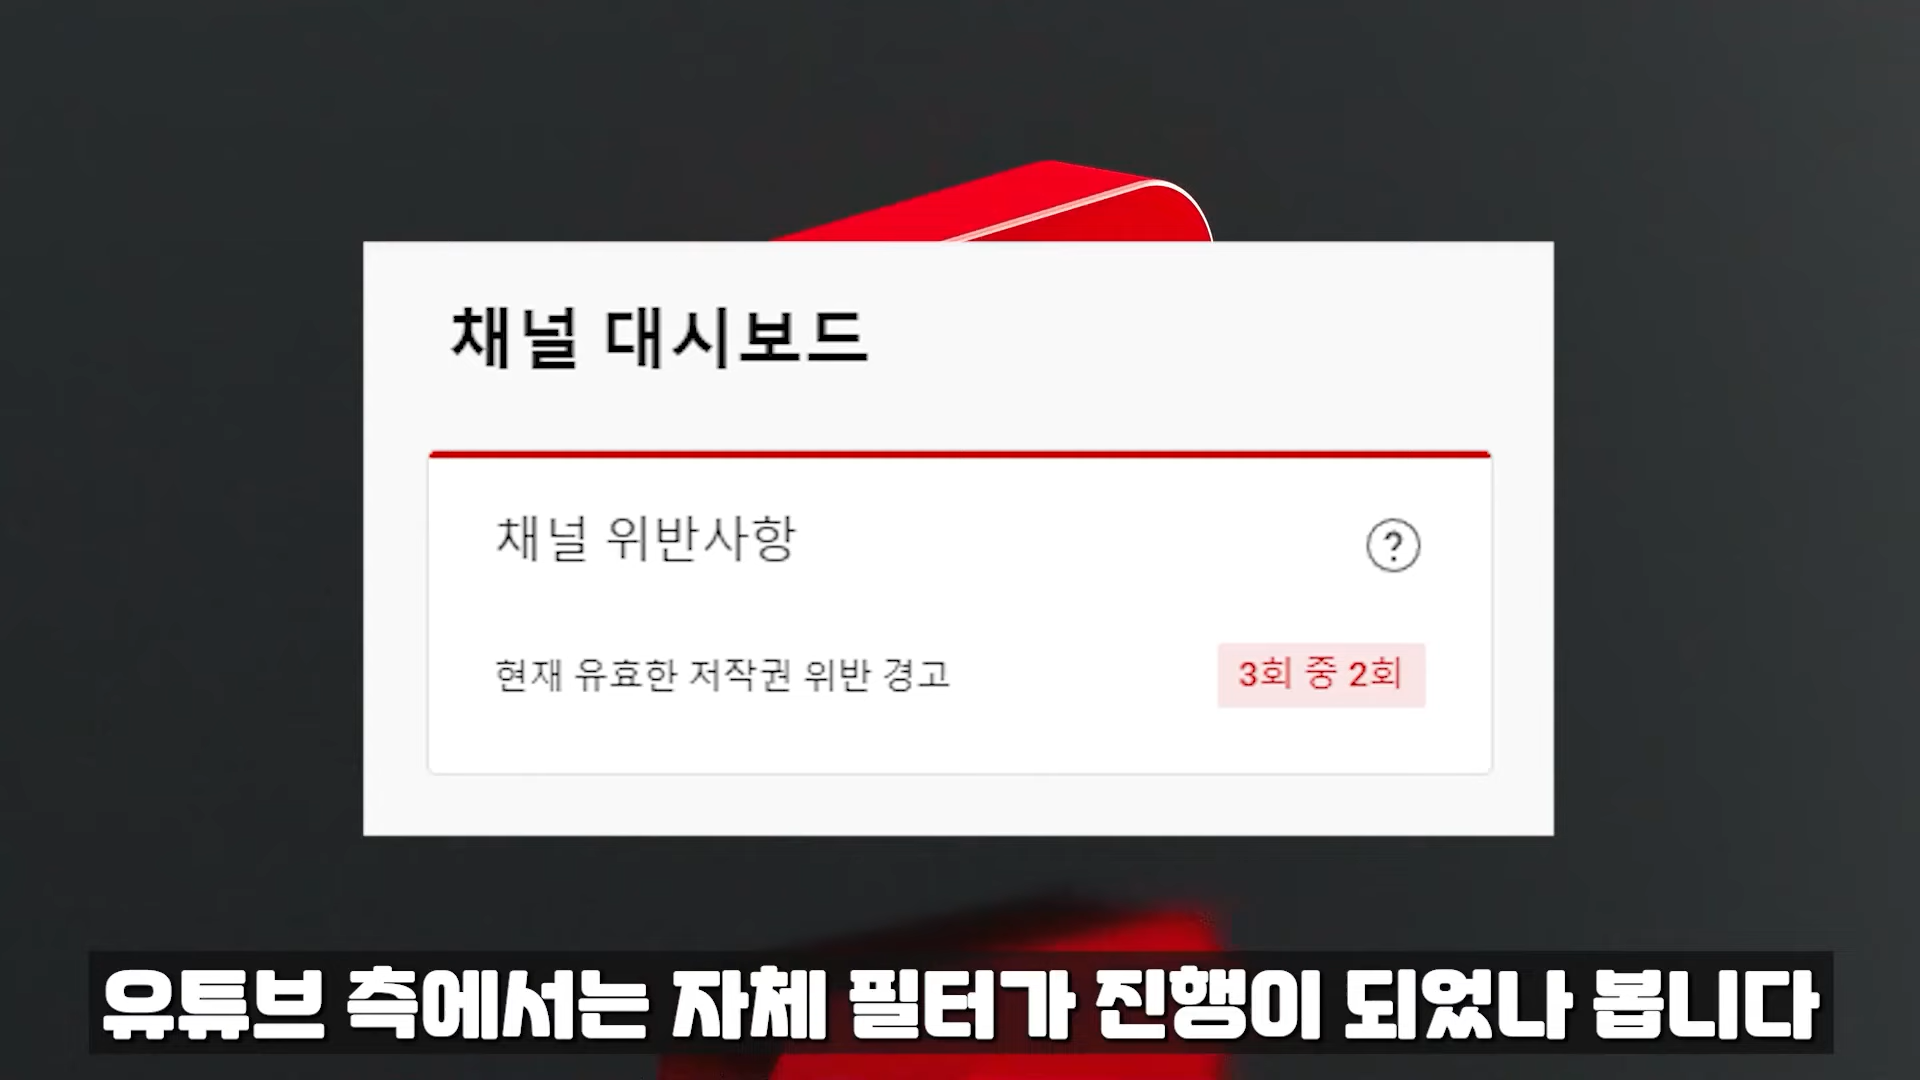 채널 대시보드
채널 위반사항
?
현재 유효한 저작권 위반 경고
3회 중 2회
유튜브 측에서는 자체 필터가 진행이 되었나 봅니다